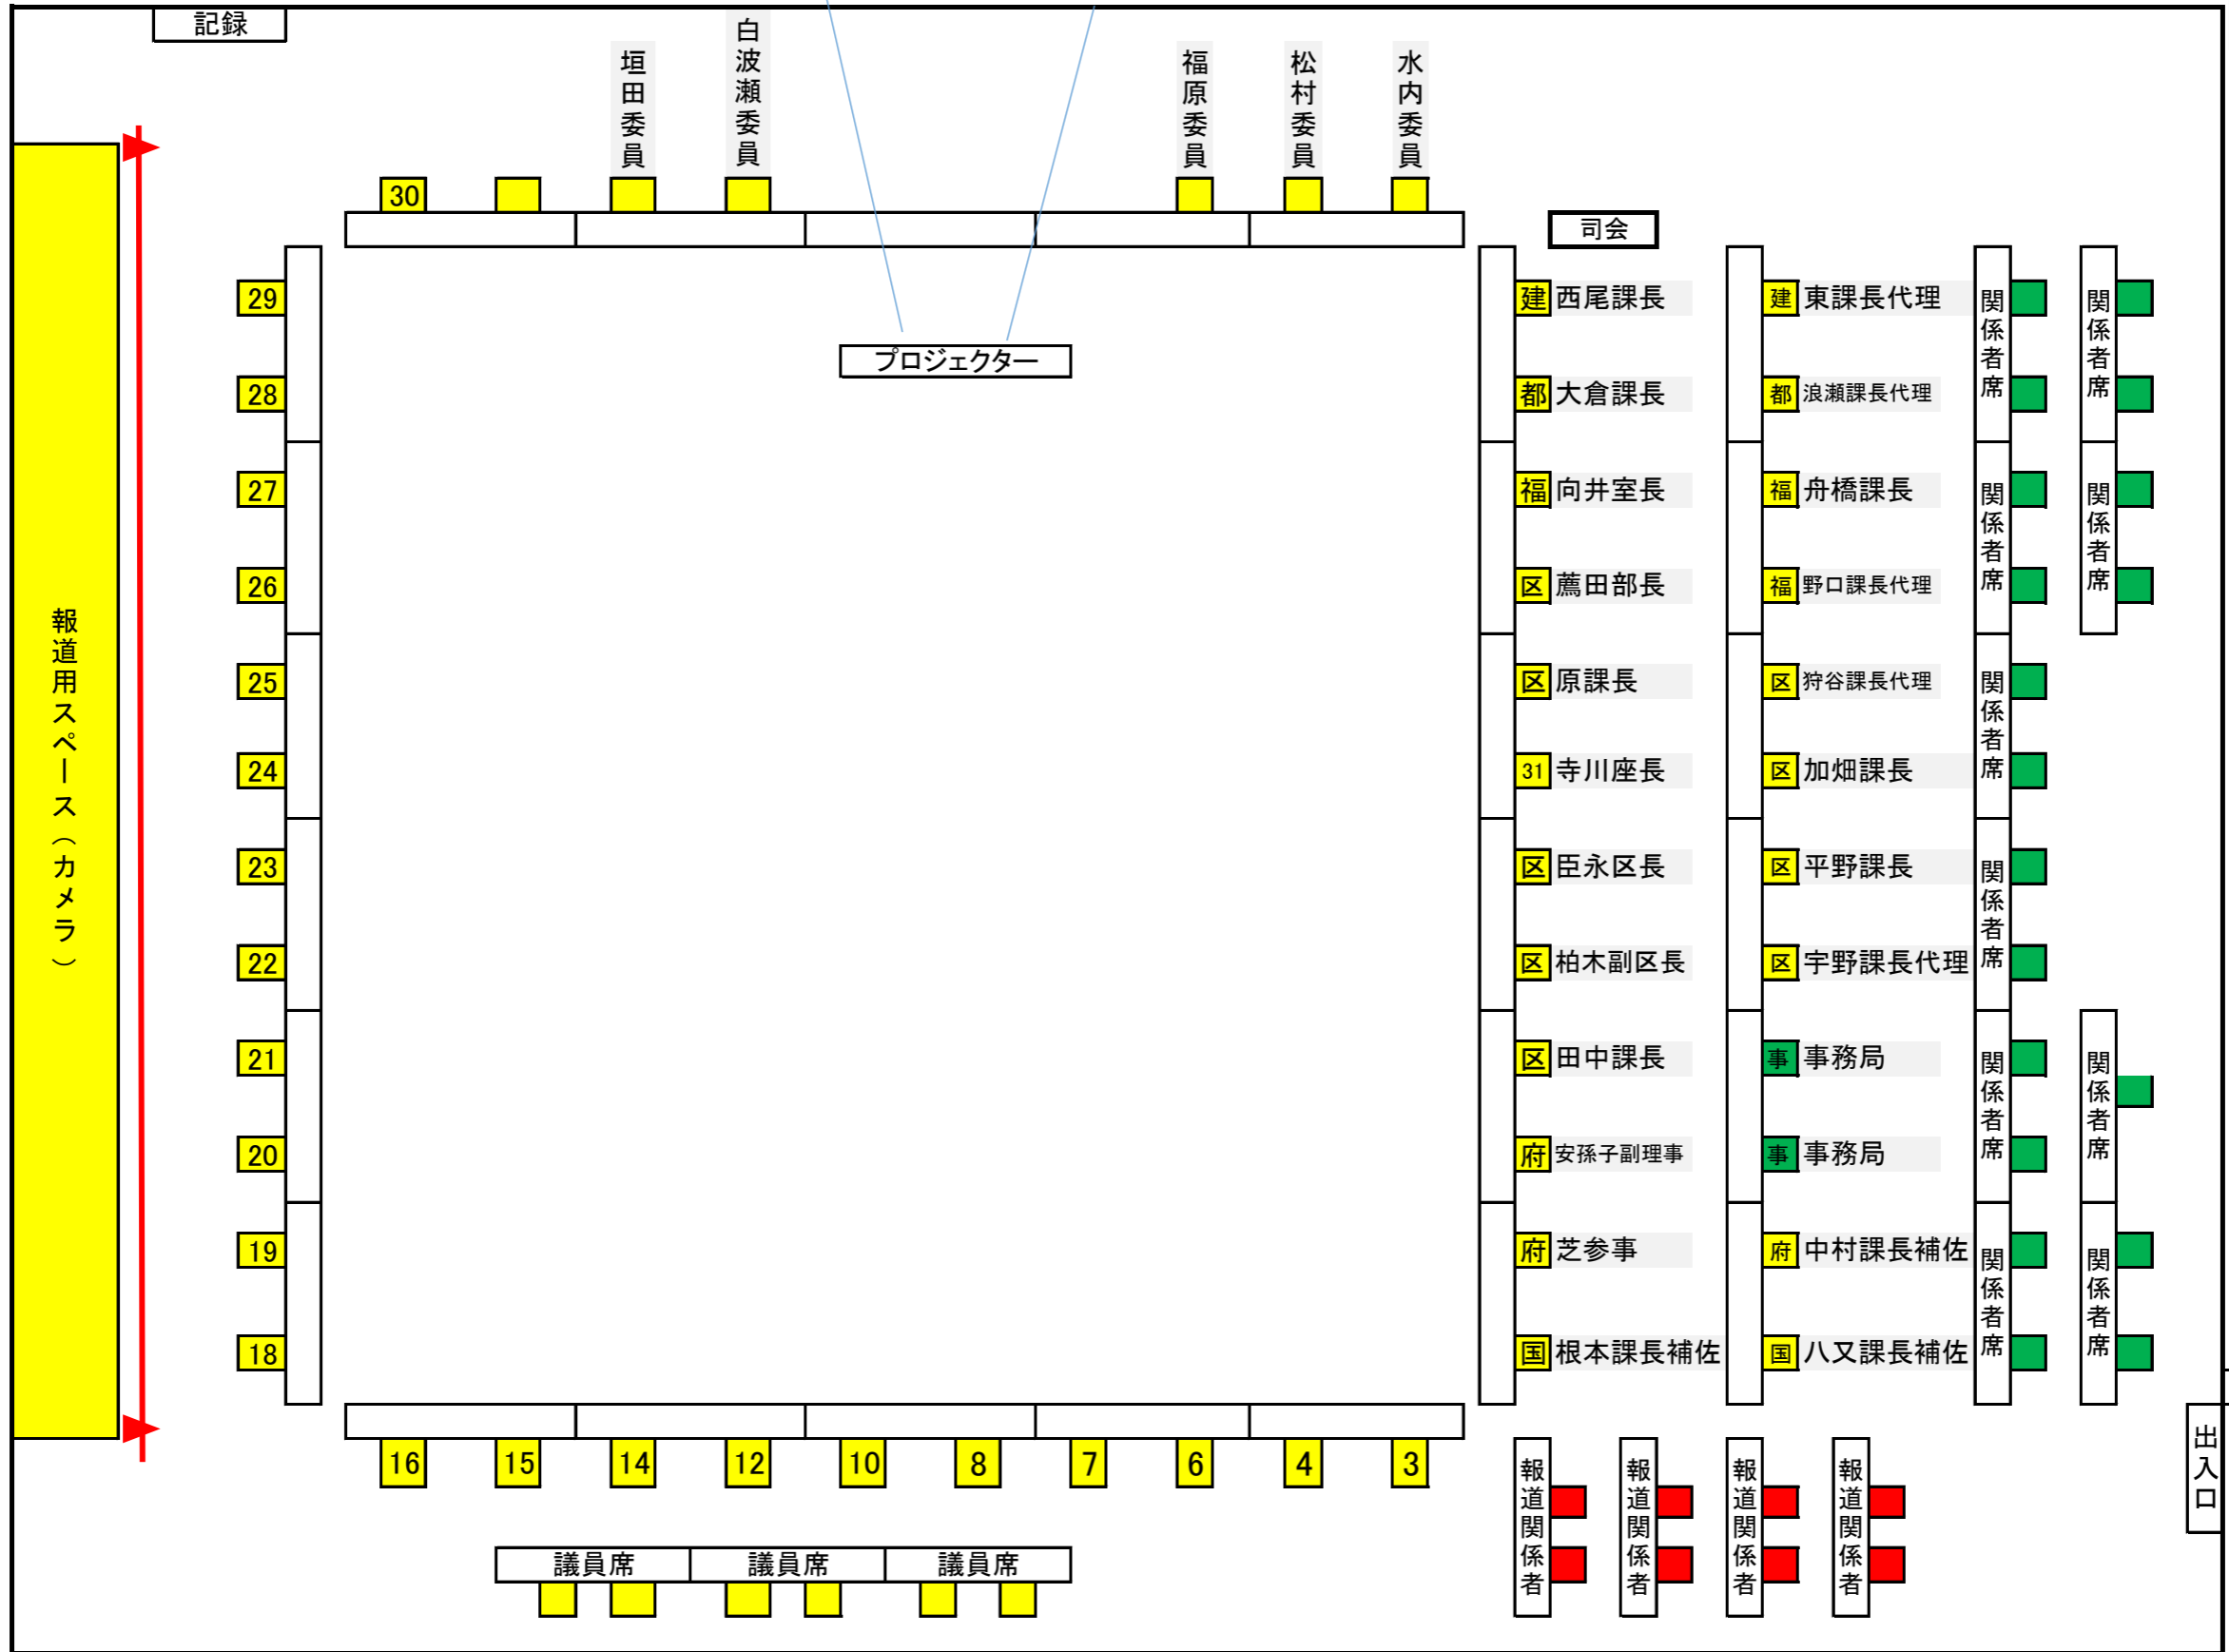 記録
垣田委員
白波瀬委員
福原委員
松村委員
水内委員
30
司会
プロジェクター
29
28
27
26
25
24
23
22
21
20
19
18
報道用スペース（カメラ）
建 西尾課長
都 大倉課長
福 向井室長
区 薦田部長
区 原課長
31 寺川座長
区 臣永区長
区 柏木副区長
区 田中課長
府 安孫子副理事
府 芝参事
国 根本課長補佐
建 東課長代理
都 浪瀬課長代理
福 舟橋課長
福 野口課長代理
区 狩谷課長代理
区 加畑課長
区 平野課長
区 宇野課長代理
事 事務局
事 事務局
府 中村課長補佐
国 八又課長補佐
関係者席
関係者席
関係者席
関係者席
関係者席
関係者席
関係者席
関係者席
関係者席
関係者席
16 15 14 12 10 8 7 6 4 3
議員席 議員席 議員席
報道関係者
報道関係者
報道関係者
報道関係者
出入口